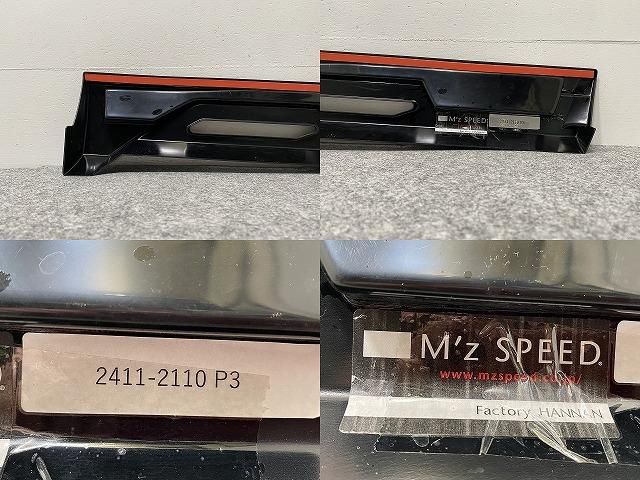 M'z SPEED
2411-2110 P3
M'z SPEED®
www.mzspeed.co.jp/
Factory HANNAN